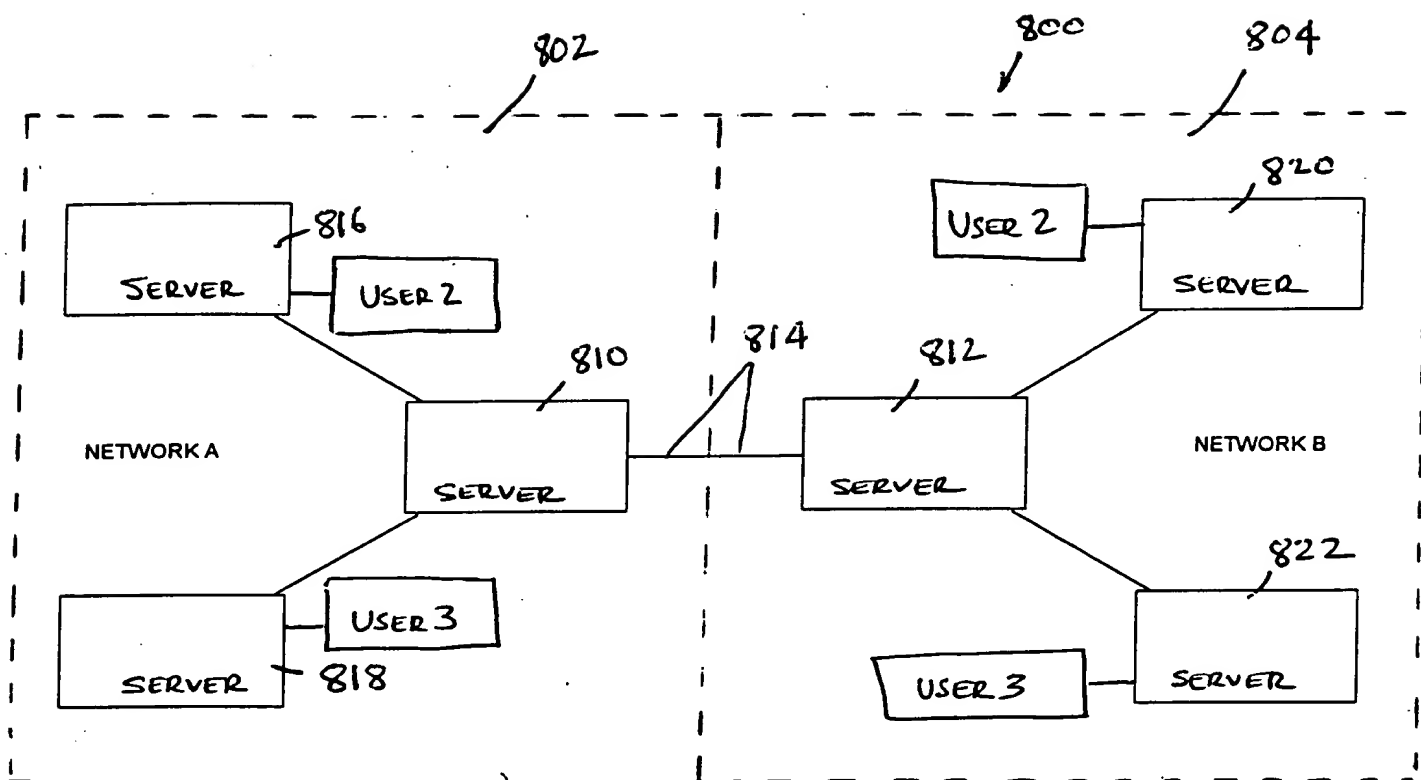 802
800
804
816
SERVER
USER 2
USER 2
820
SERVER
810
814
812
NETWORK A
SERVER
SERVER
NETWORK B
USER 3
SERVER
818
822
USER 3
SERVER